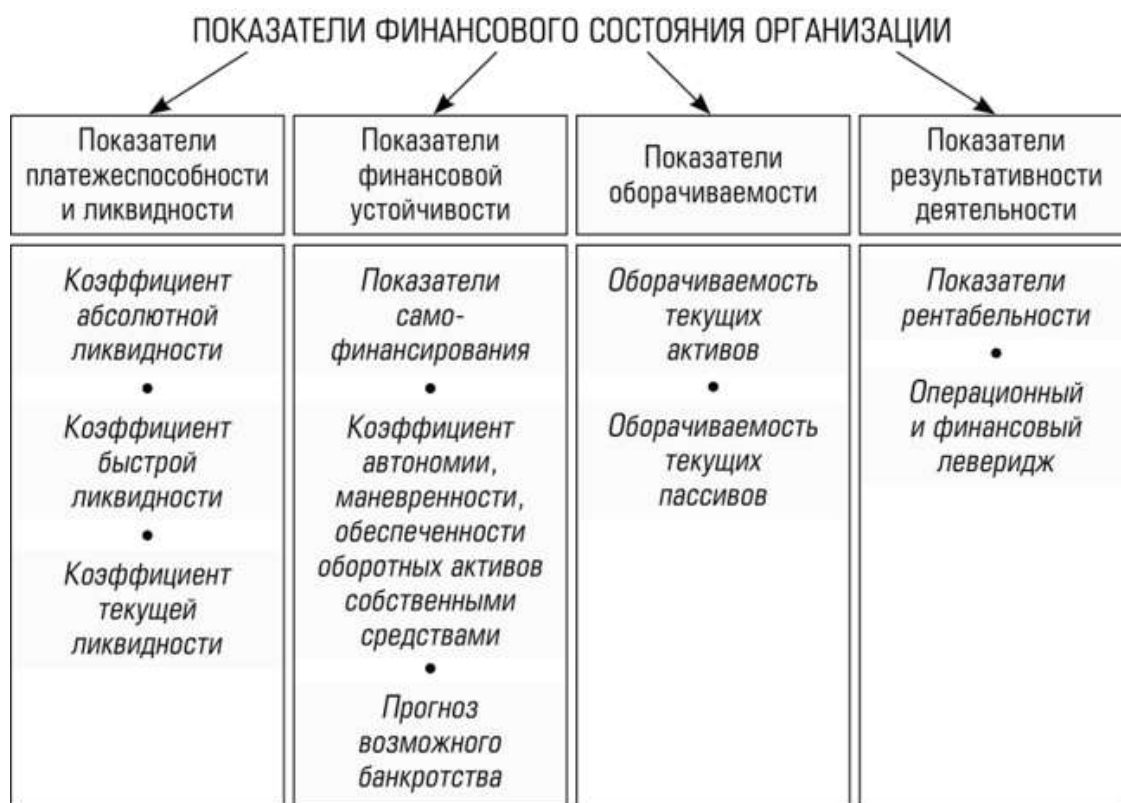 ПОКАЗАТЕЛИ ФИНАНСОВОГО СОСТОЯНИЯ ОРГАНИЗАЦИИ
Показатели
платежеспособности
и ликвидности
Показатели
финансовой
устойчивости
Показатели
оборачиваемости
Показатели
результативности
деятельности
Коэффициент
абсолютной
ликвидности
•
Коэффициент
быстрой
ликвидности
•
Коэффициент
текущей
ликвидности
Показатели
само-
финансирования
•
Коэффициент
автономии,
маневренности,
обеспеченности
оборотных активов
собственными
средствами
•
Прогноз
возможного
банкротства
Оборачиваемость
текущих
активов
•
Оборачиваемость
текущих
пассивов
Показатели
рентабельности
•
Операционный
и финансовый
леверидж